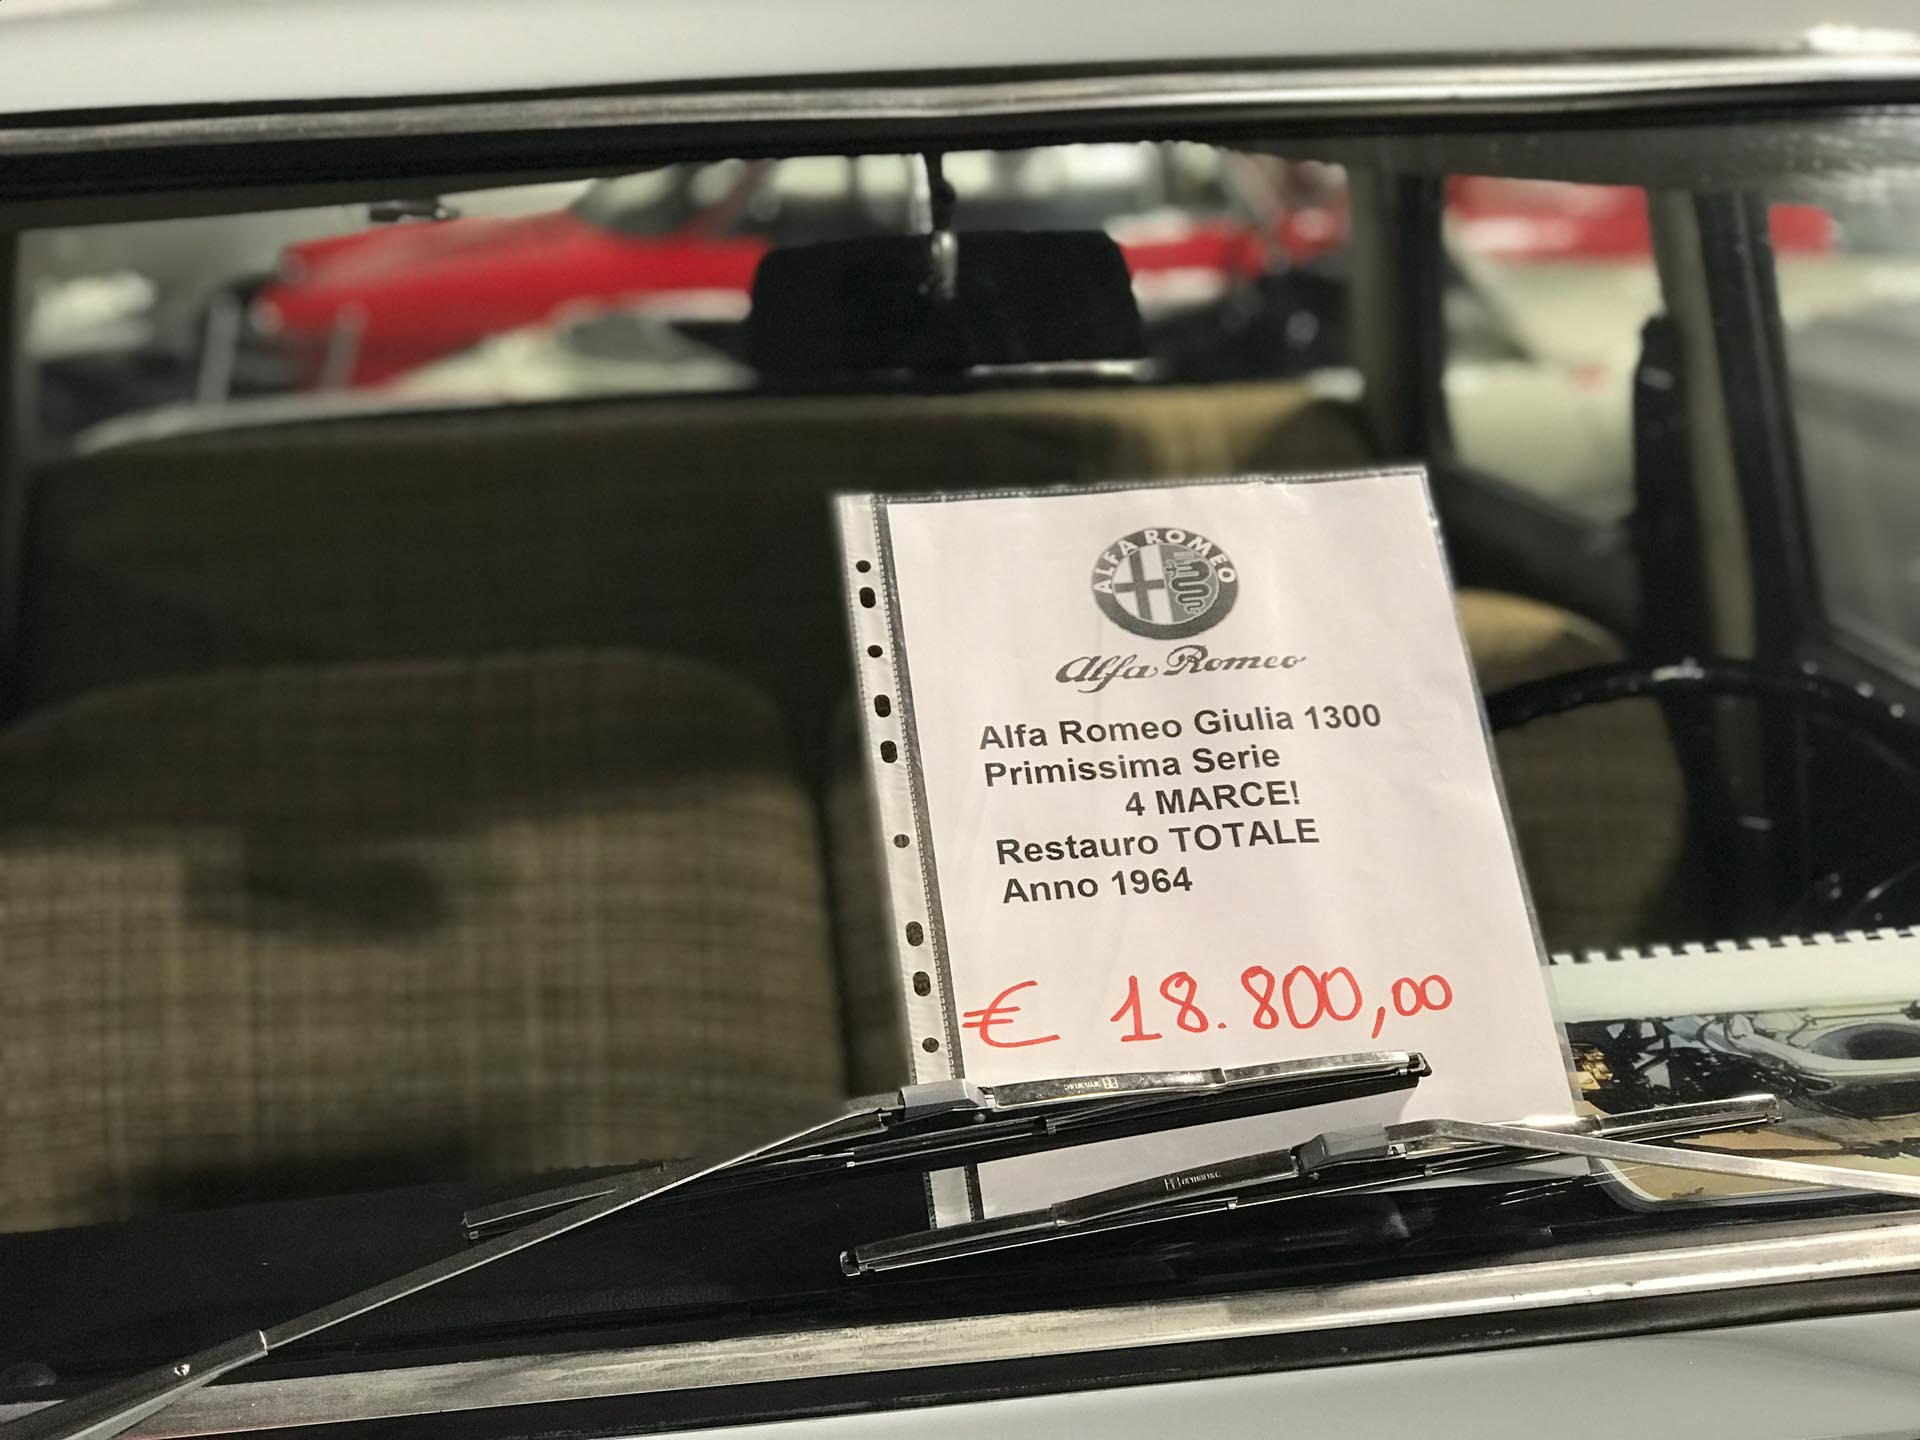 ALFA ROMEO
Alfa Romeo
Alfa Romeo Giulia 1300
Primissima Serie
4 MARCE!
Restauro TOTALE
Anno 1964
€ 18.800,00